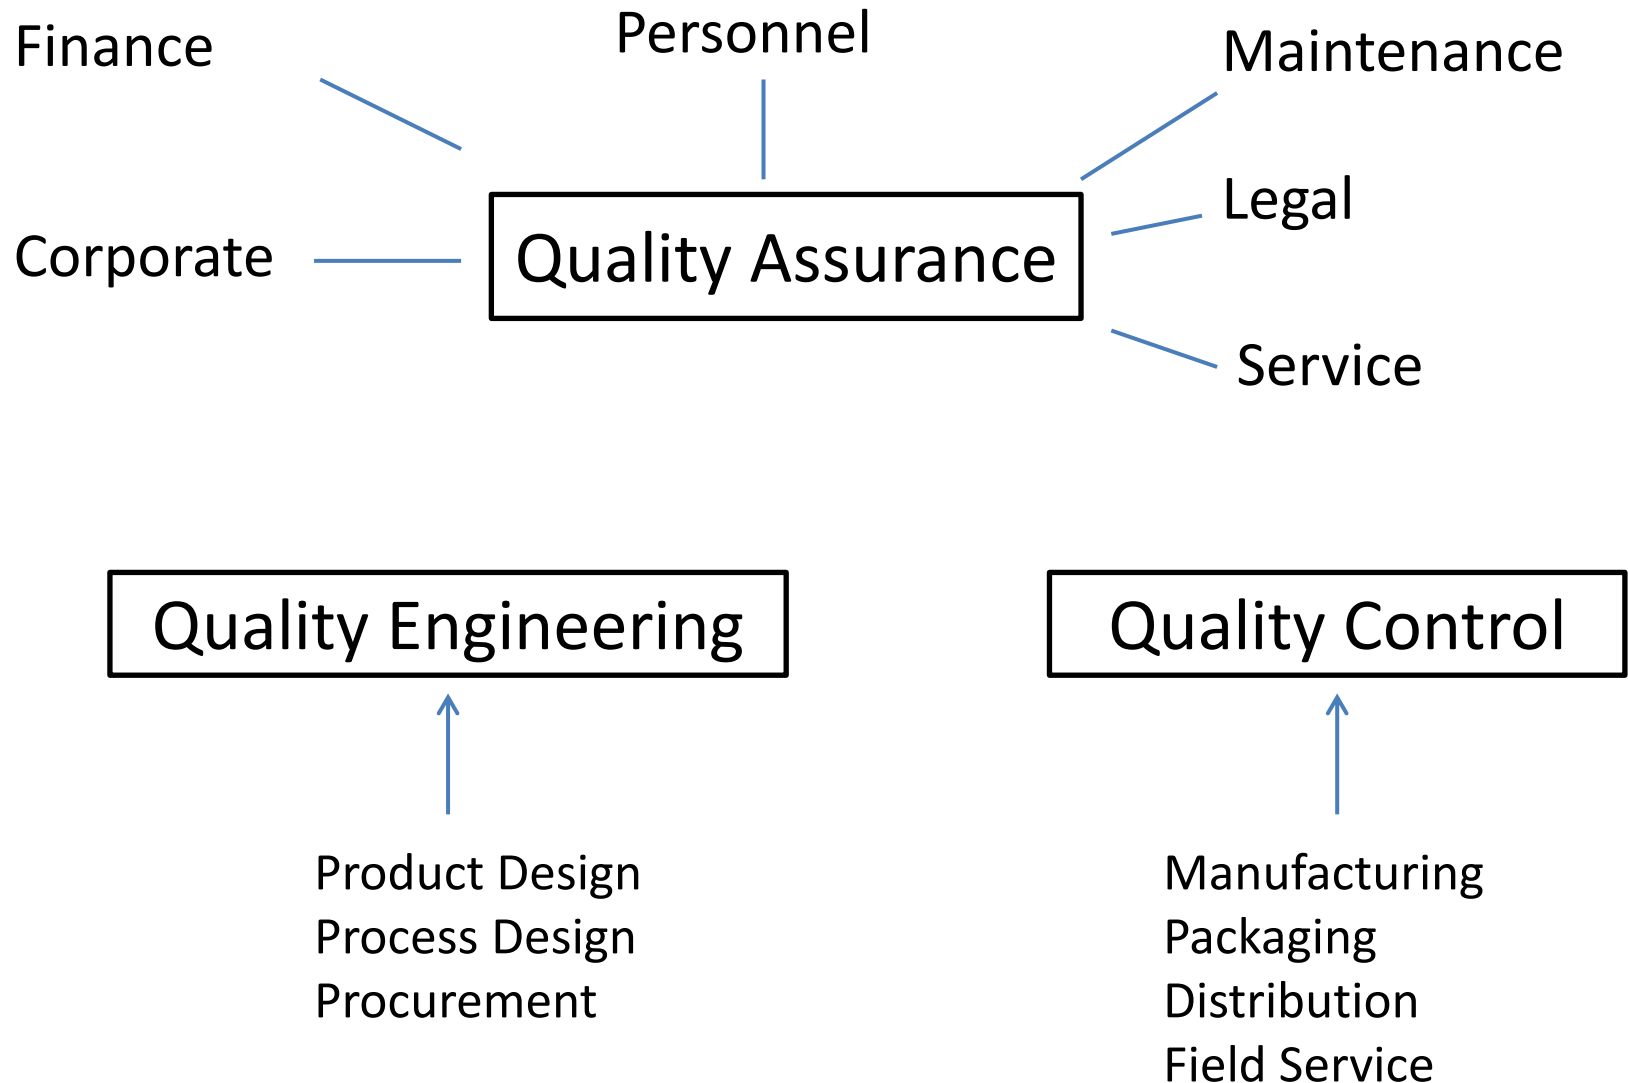 Finance
Personnel
Maintenance
Legal
Corporate
Quality Assurance
Service
Quality Engineering
Quality Control
Product Design
Process Design
Procurement
Manufacturing
Packaging
Distribution
Field Service